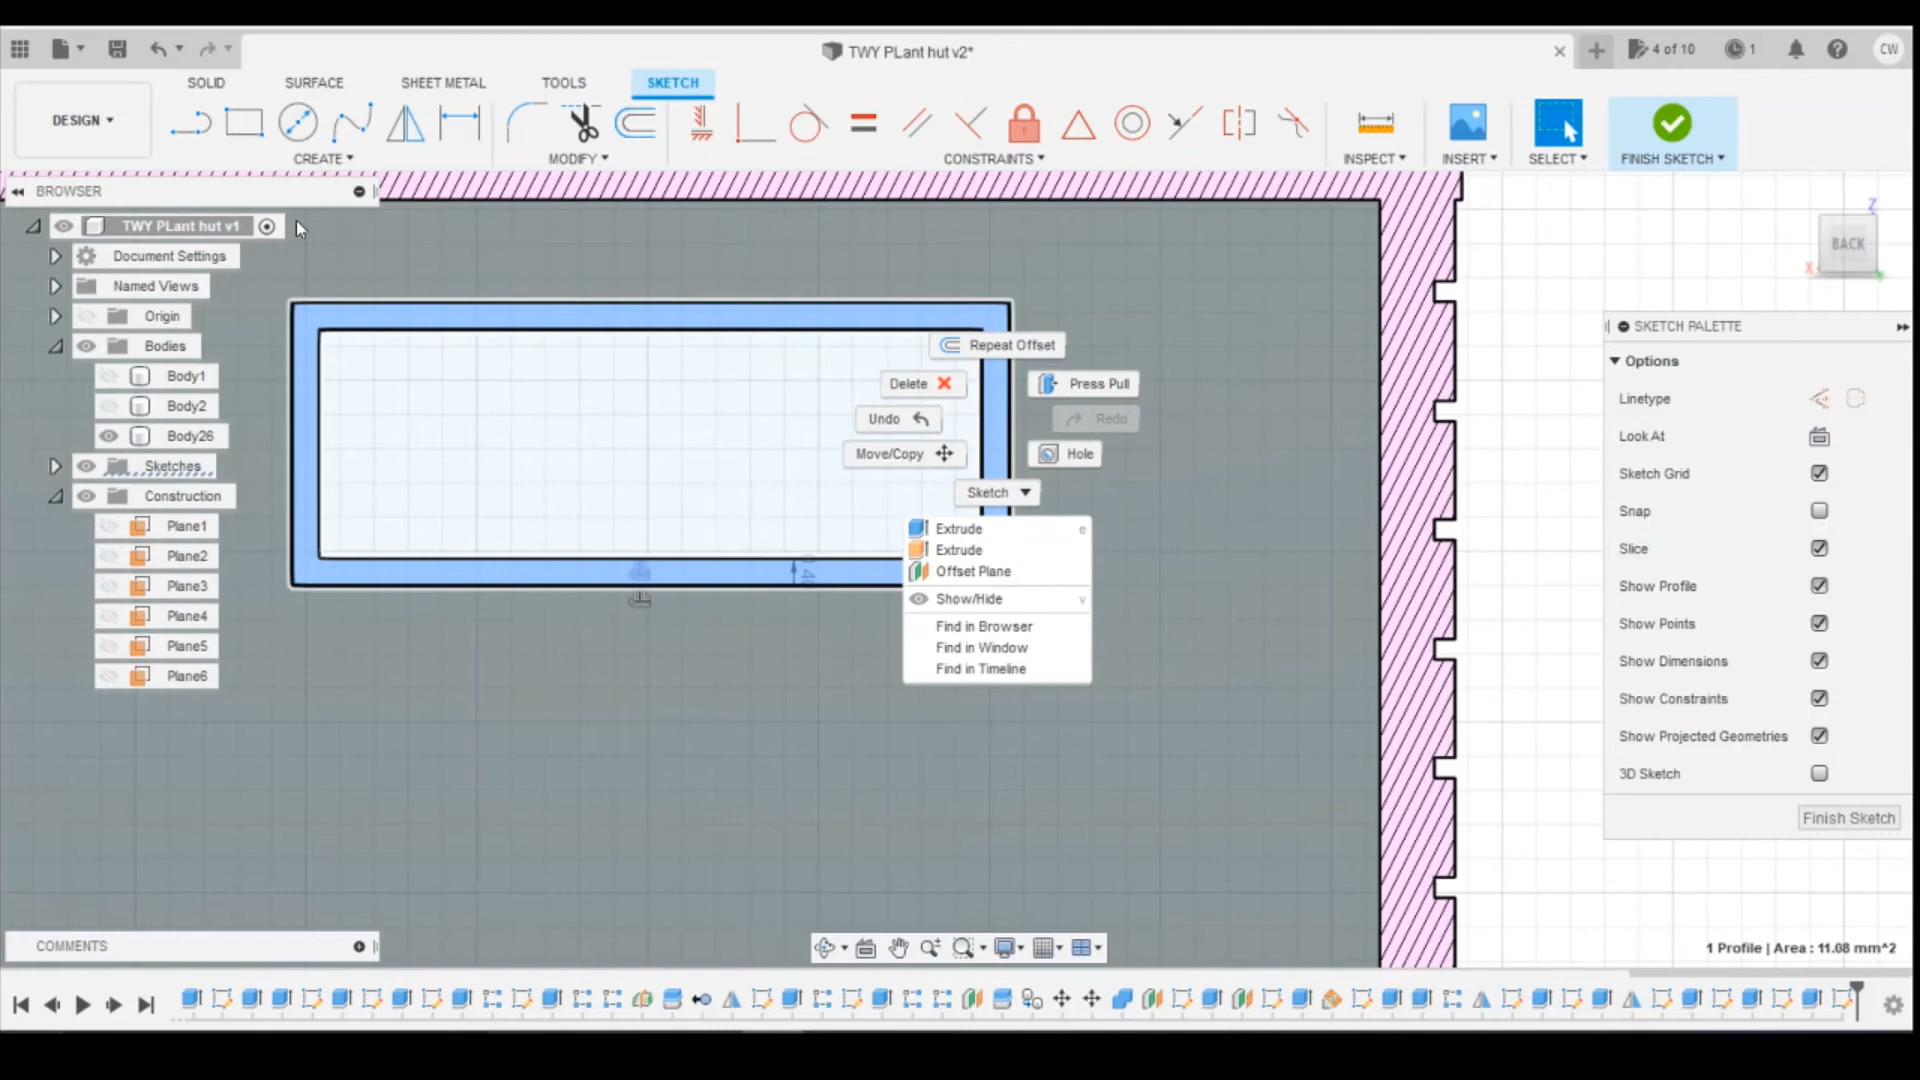 TWY PLant hut v2*
4 of 10
1
CW
SOLID
SURFACE
SHEET METAL
TOOLS
SKETCH
DESIGN
CREATE
MODIFY
CONSTRAINTS
INSPECT
INSERT
SELECT
FINISH SKETCH
BROWSER
TWY PLant hut v1
Document Settings
Named Views
Origin
Bodies
Body1
Body2
Body26
Sketches
Construction
Plane1
Plane2
Plane3
Plane4
Plane5
Plane6
Repeat Offset
Delete
Press Pull
Undo
Redo
Move/Copy
Hole
Sketch
Extrude e
Extrude
Offset Plane
Show/Hide v
Find in Browser
Find in Window
Find in Timeline
Z
BACK
X
SKETCH PALETTE
Options
Linetype
Look At
Sketch Grid
Snap
Slice
Show Profile
Show Points
Show Dimensions
Show Constraints
Show Projected Geometries
3D Sketch
Finish Sketch
COMMENTS
1 Profile | Area : 11.08 mm^2